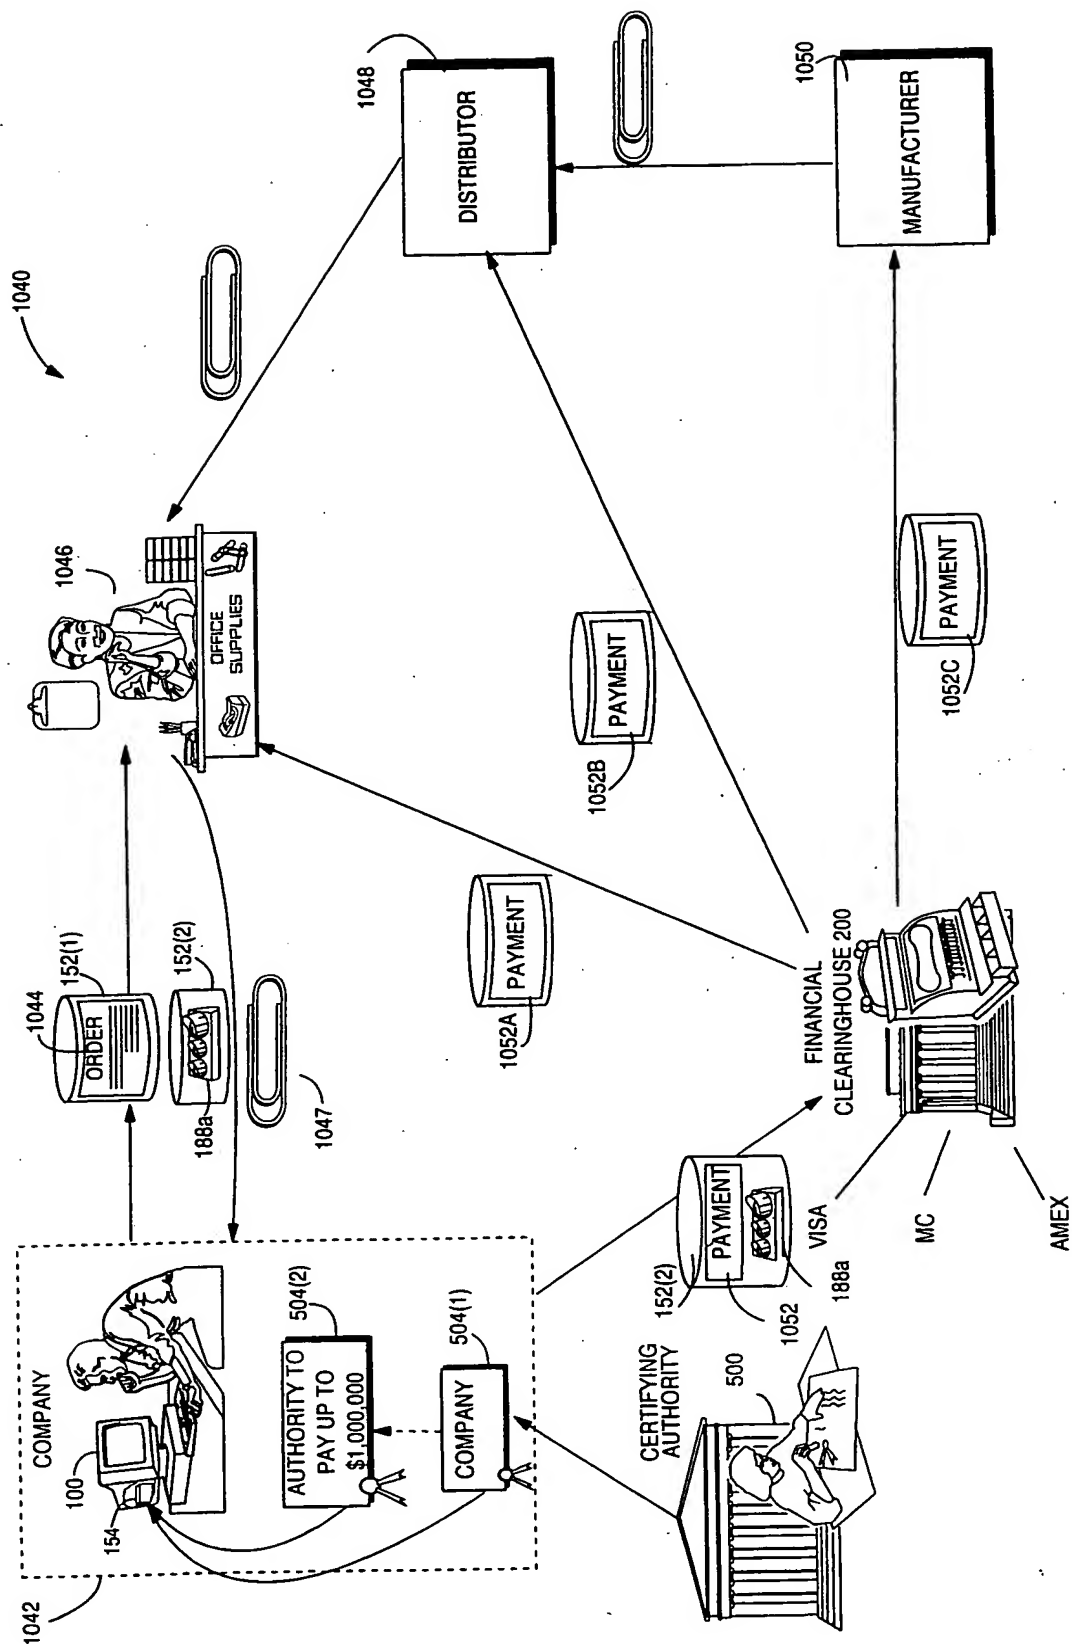 1040
1042
COMPANY
100
154
AUTHORITY TO
PAY UP TO
$1,000,000
504(2)
COMPANY
504(1)
1044
152(1)
ORDER
152(2)
188a
1047
1046
OFFICE
SUPPLIES
1048
DISTRIBUTOR
1050
MANUFACTURER
PAYMENT
1052A
PAYMENT
1052B
PAYMENT
1052C
FINANCIAL
CLEARINGHOUSE 200
152(2)
PAYMENT
1052
188a
VISA
MC
AMEX
CERTIFYING
AUTHORITY
500